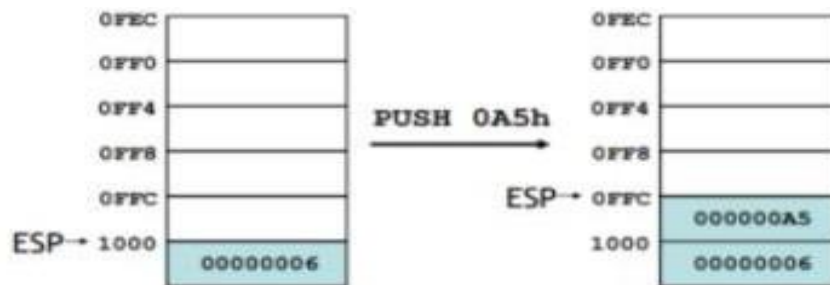 0FEC
0FF0
0FF4
0FF8
0FFC
ESP→ 1000
00000006
PUSH 0A5h
0FEC
0FF0
0FF4
0FF8
ESP→ 0FFC
000000A5
1000
00000006